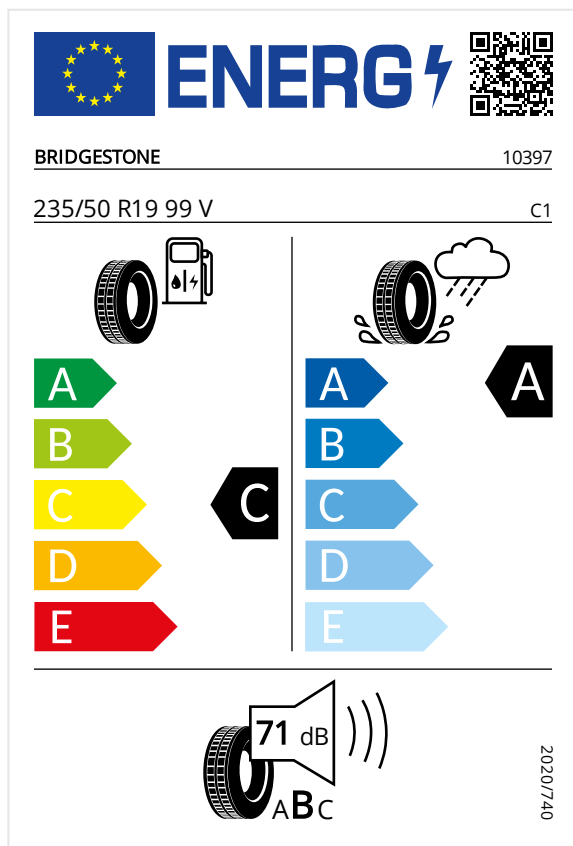 ENERG
BRIDGESTONE 10397
235/50 R19 99 V C1
A A A
B B
C C C
D D
E E
71 dB
ABC
2020/740